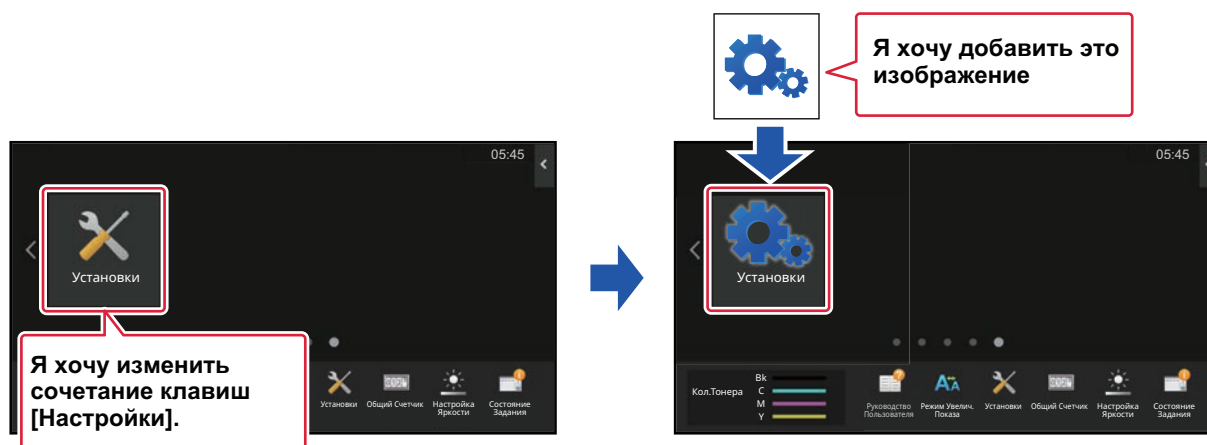 Я хочу добавить это
изображение
05:45
Установки
Я хочу изменить
сочетание клавиш
[Настройки].
Установки
Общий Счетчик
Настройка
Яркости
Состояние
Задания
05:45
Установки
Кол.Тонера
Bk
C
M
Y
Руководство
Пользователя
Режим Увелич.
Показа
Установки
Общий Счетчик
Настройка
Яркости
Состояние
Задания